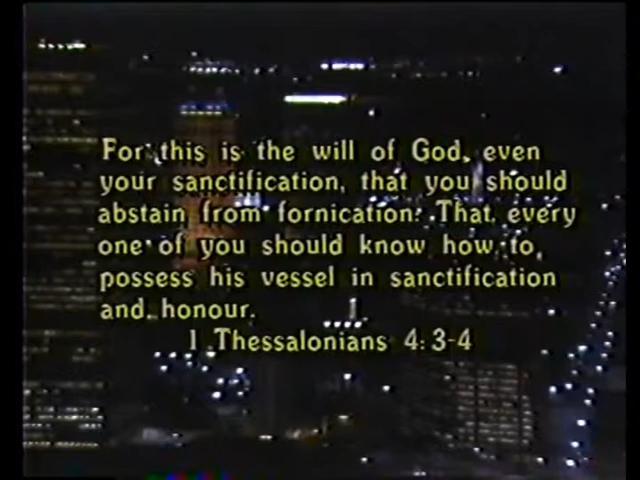 For this is the will of God, even
your sanctification, that you should
abstain from fornication: That every
one of you should know how to
possess his vessel in sanctification
and honour.
1 Thessalonians 4:3-4